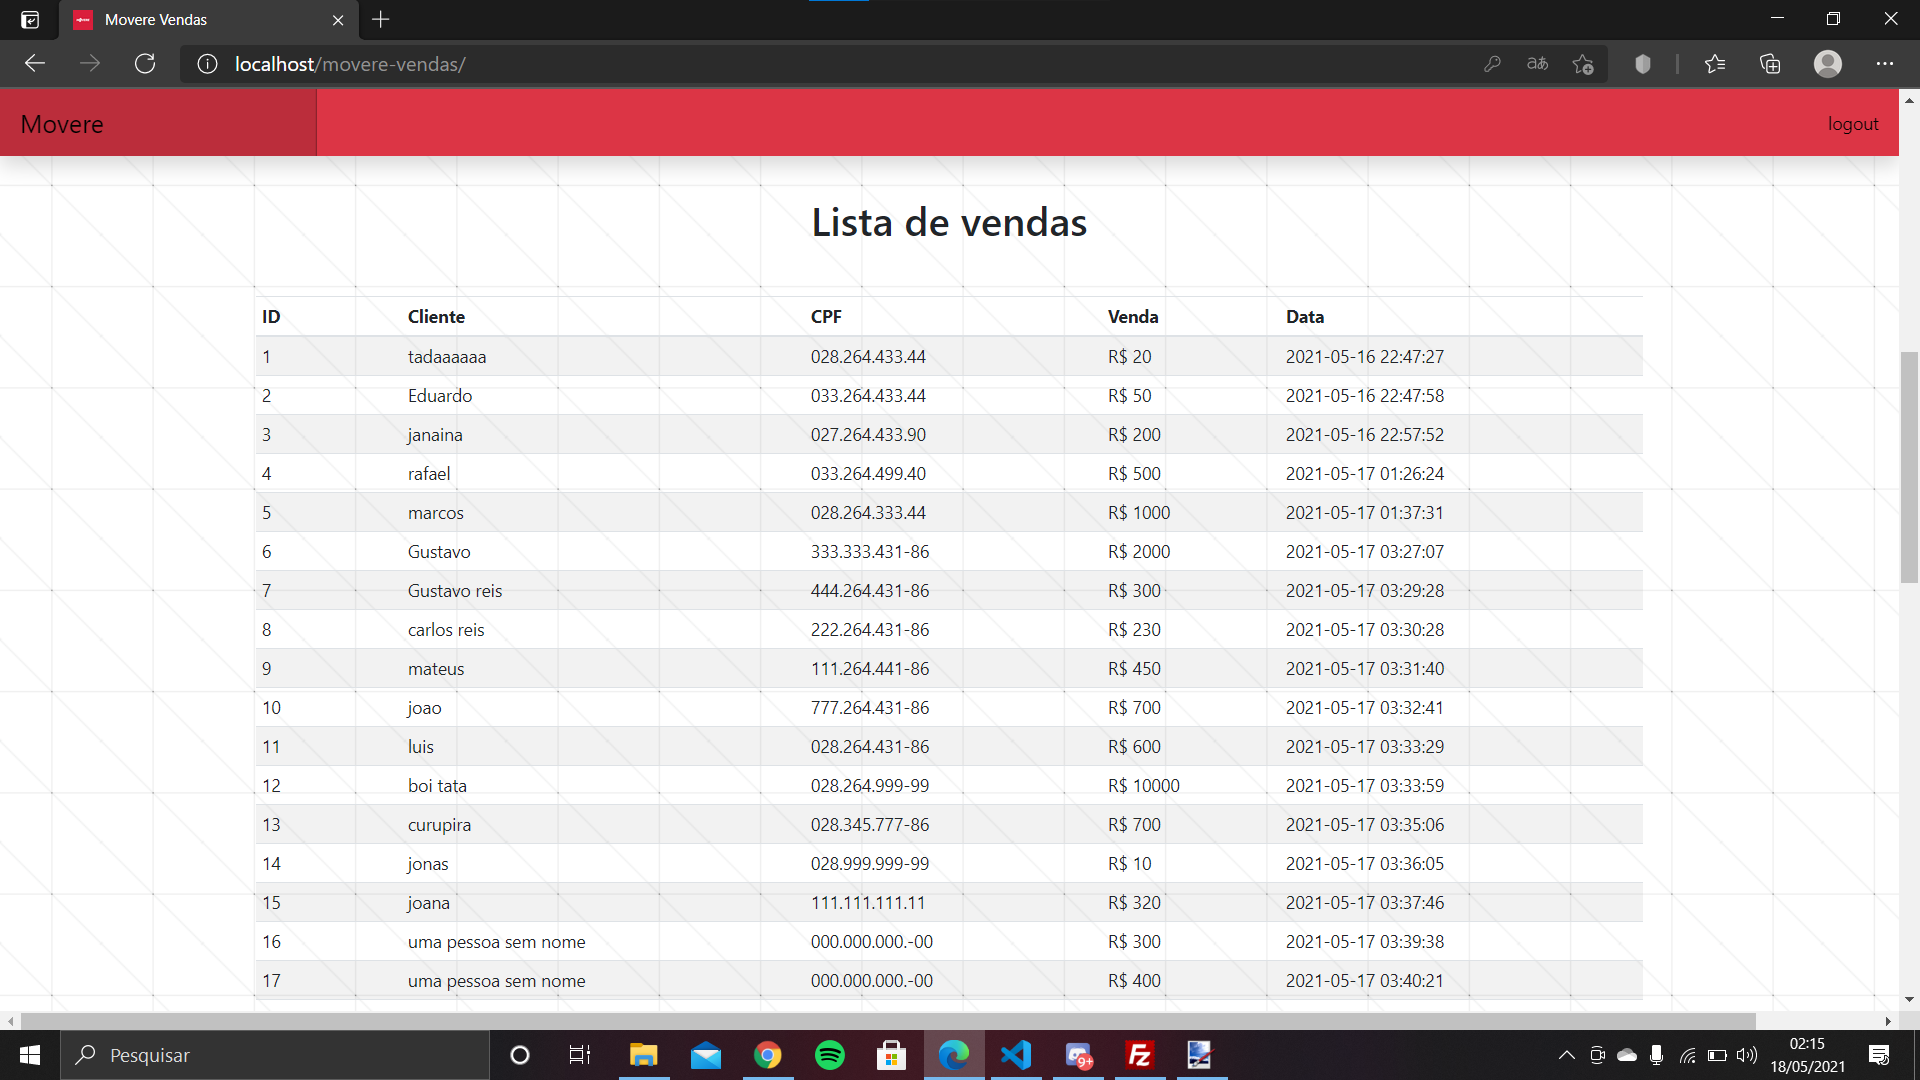 Movere Vendas
localhost/movere-vendas/
Movere
logout
Lista de vendas
ID Cliente CPF Venda Data
1 tadaaaaaa 028.264.433.44 R$ 20 2021-05-16 22:47:27
2 Eduardo 033.264.433.44 R$ 50 2021-05-16 22:47:58
3 janaina 027.264.433.90 R$ 200 2021-05-16 22:57:52
4 rafael 033.264.499.40 R$ 500 2021-05-17 01:26:24
5 marcos 028.264.333.44 R$ 1000 2021-05-17 01:37:31
6 Gustavo 333.333.431-86 R$ 2000 2021-05-17 03:27:07
7 Gustavo reis 444.264.431-86 R$ 300 2021-05-17 03:29:28
8 carlos reis 222.264.431-86 R$ 230 2021-05-17 03:30:28
9 mateus 111.264.441-86 R$ 450 2021-05-17 03:31:40
10 joao 777.264.431-86 R$ 700 2021-05-17 03:32:41
11 luis 028.264.431-86 R$ 600 2021-05-17 03:33:29
12 boi tata 028.264.999-99 R$ 10000 2021-05-17 03:33:59
13 curupira 028.345.777-86 R$ 700 2021-05-17 03:35:06
14 jonas 028.999.999-99 R$ 10 2021-05-17 03:36:05
15 joana 111.111.111.11 R$ 320 2021-05-17 03:37:46
16 uma pessoa sem nome 000.000.000.-00 R$ 300 2021-05-17 03:39:38
17 uma pessoa sem nome 000.000.000.-00 R$ 400 2021-05-17 03:40:21
Pesquisar
9+
Fz
02:15
18/05/2021